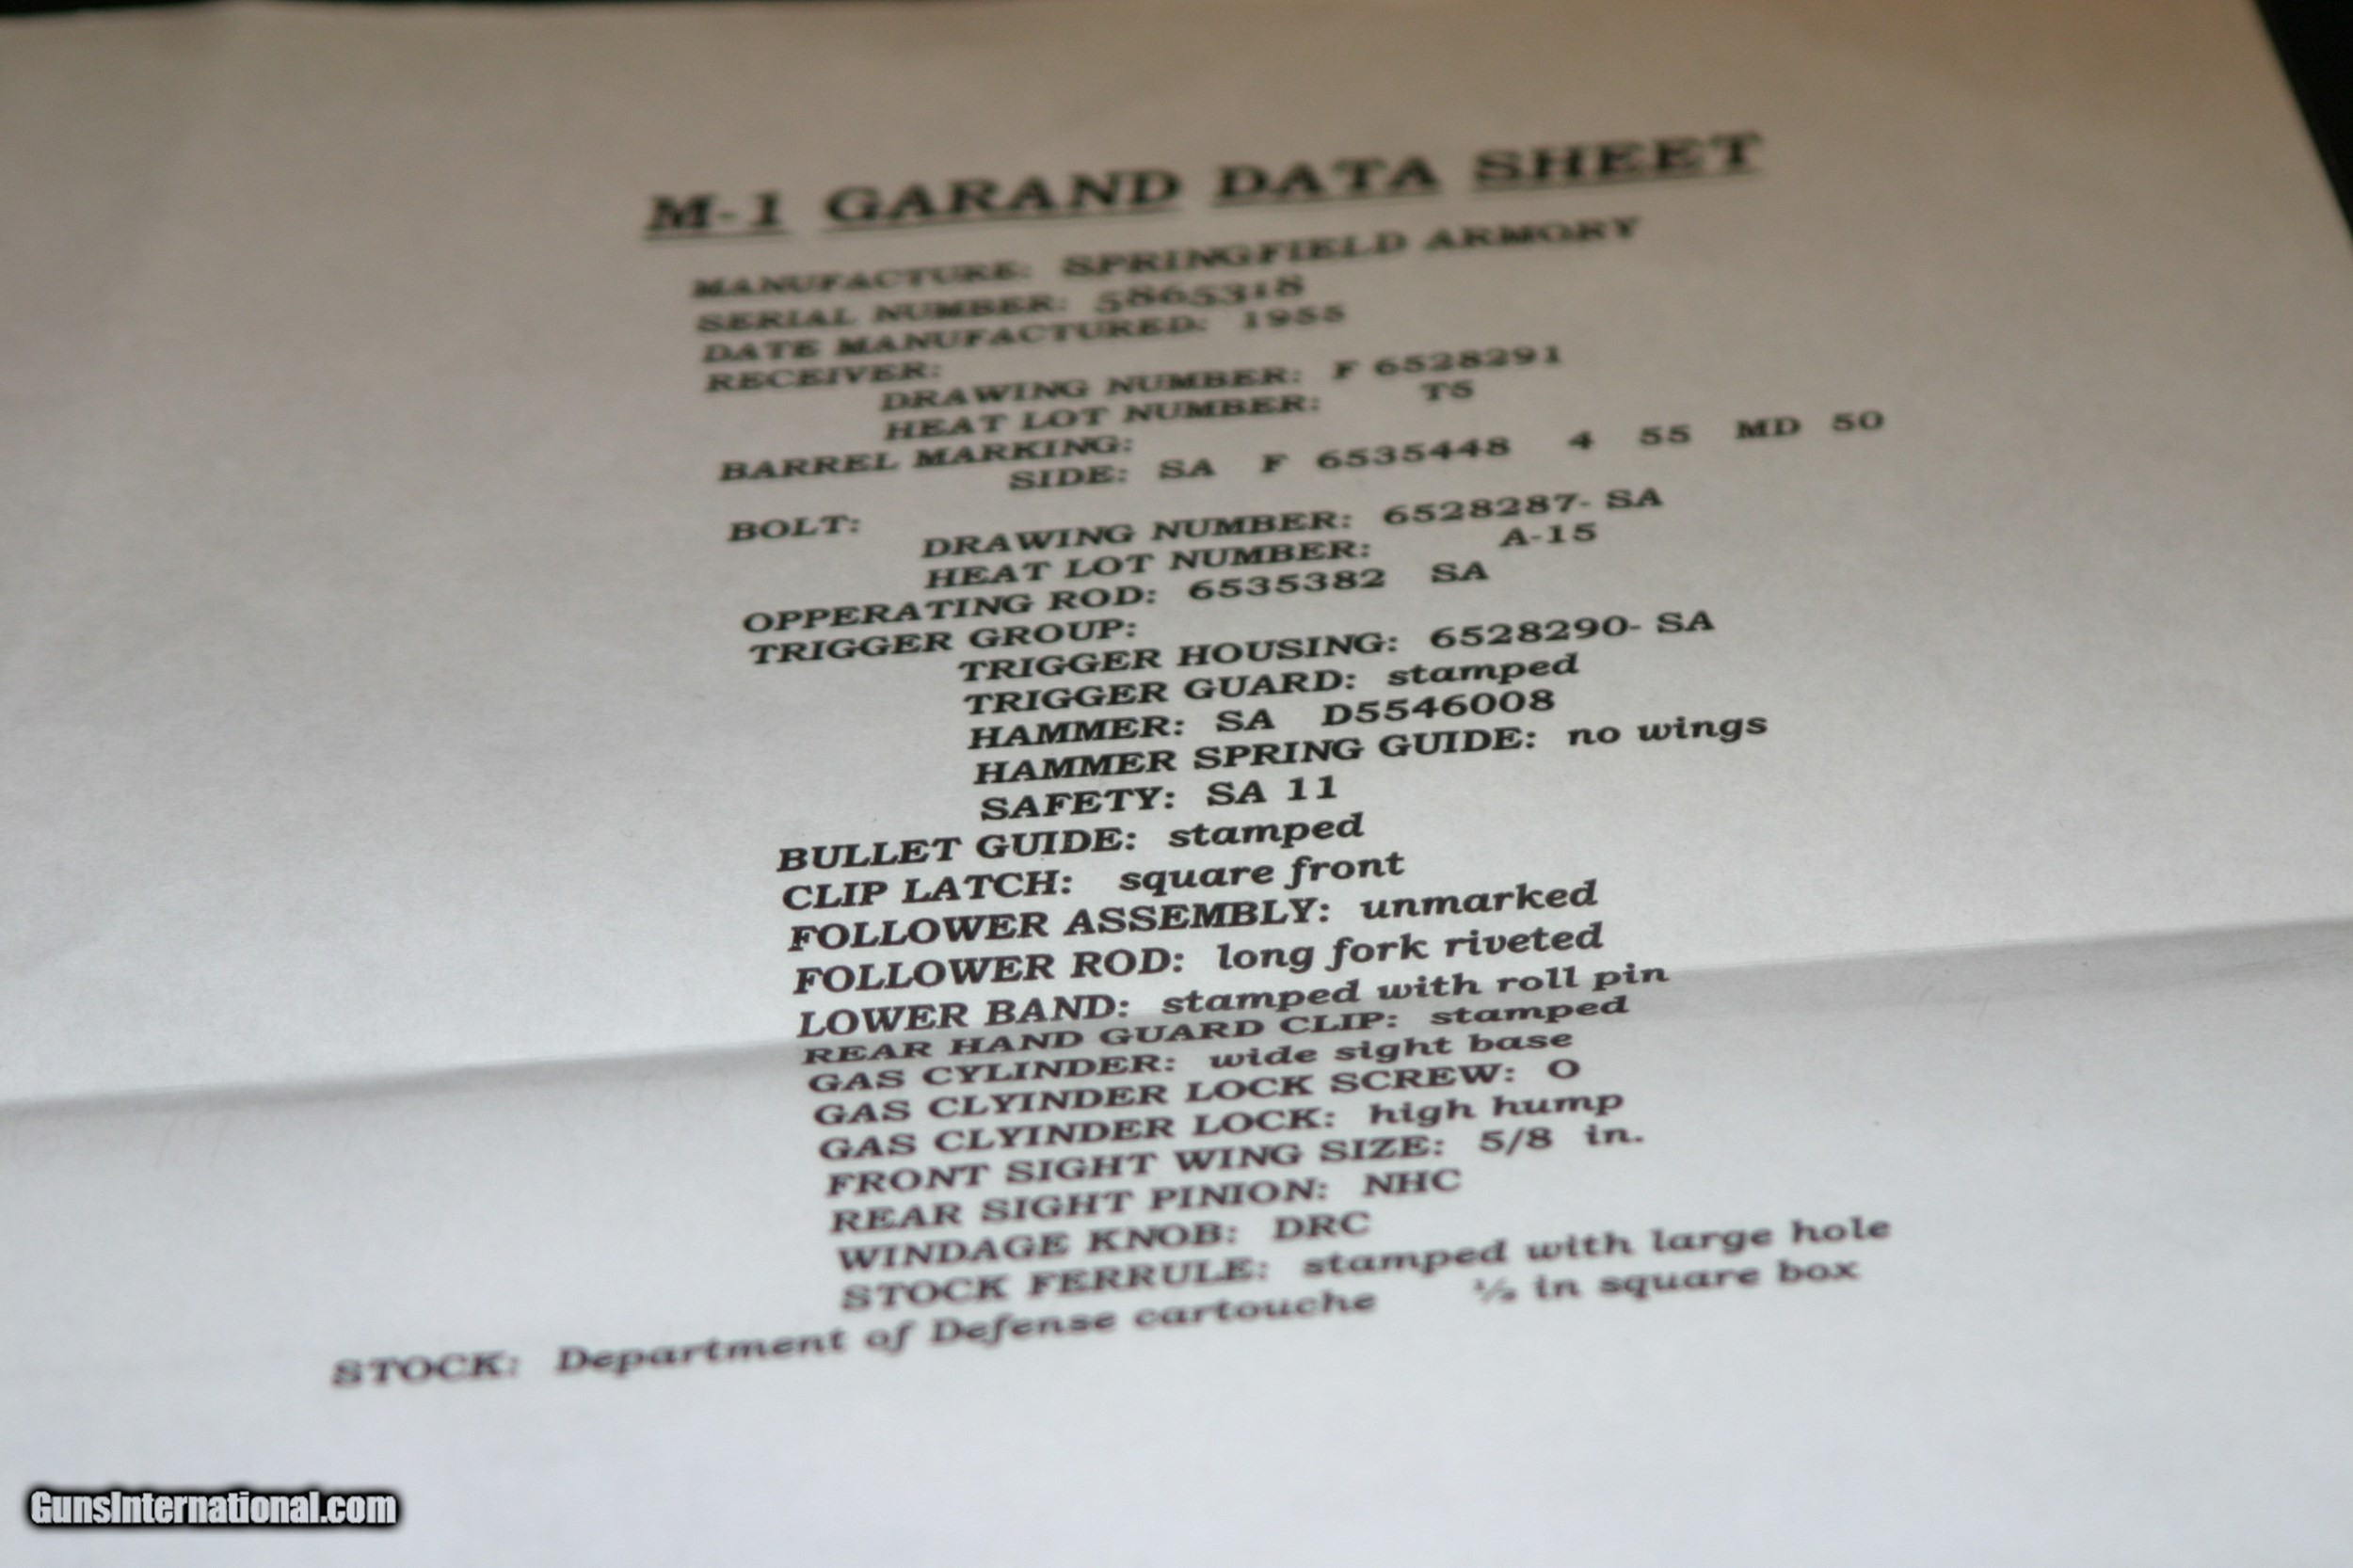 M-1 GARAND DATA SHEET
MANUFACTURE: SPRINGFIELD ARMORY
SERIAL NUMBER: 5865318
DATE MANUFACTURED: 1955
RECEIVER:
DRAWING NUMBER: F 6528291
HEAT LOT NUMBER: T5
BARREL MARKING:
SIDE: SA F 6535448 4 55 MD 50
BOLT:
DRAWING NUMBER: 6528287- SA
HEAT LOT NUMBER: A-15
OPPERATING ROD: 6535382 SA
TRIGGER GROUP:
TRIGGER HOUSING: 6528290- SA
TRIGGER GUARD: stamped
HAMMER: SA D5546008
HAMMER SPRING GUIDE: no wings
SAFETY: SA 11
BULLET GUIDE: stamped
CLIP LATCH: square front
FOLLOWER ASSEMBLY: unmarked
FOLLOWER ROD: long fork riveted
LOWER BAND: stamped with roll pin
REAR HAND GUARD CLIP: stamped
GAS CYLINDER: wide sight base
GAS CLYINDER LOCK SCREW: O
GAS CLYINDER LOCK: high hump
FRONT SIGHT WING SIZE: 5/8 in.
REAR SIGHT PINION: NHC
WINDAGE KNOB: DRC
STOCK FERRULE: stamped with large hole
STOCK: Department of Defense cartouche ½ in square box
GunsInternational.com